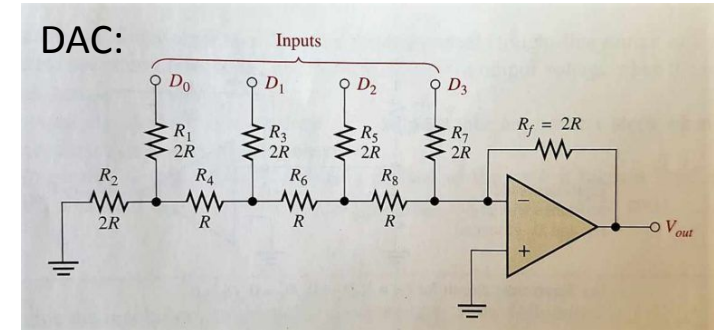 DAC:
Inputs
D0 D1 D2 D3
R1 2R R3 2R R5 2R R7 2R Rf = 2R
R2 R4 R6 R8
2R R R R
− + Vout